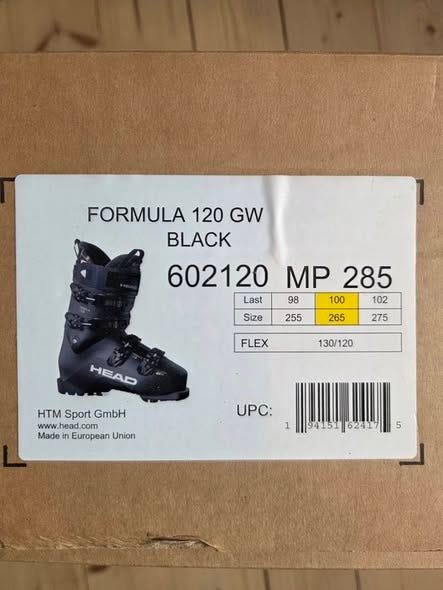 FORMULA 120 GW
BLACK
602120 MP 285
Last 98 100 102
Size 255 265 275
FLEX 130/120
HEAD
HTM Sport GmbH
www.head.com
Made in European Union
UPC:
1 94151 62417 5